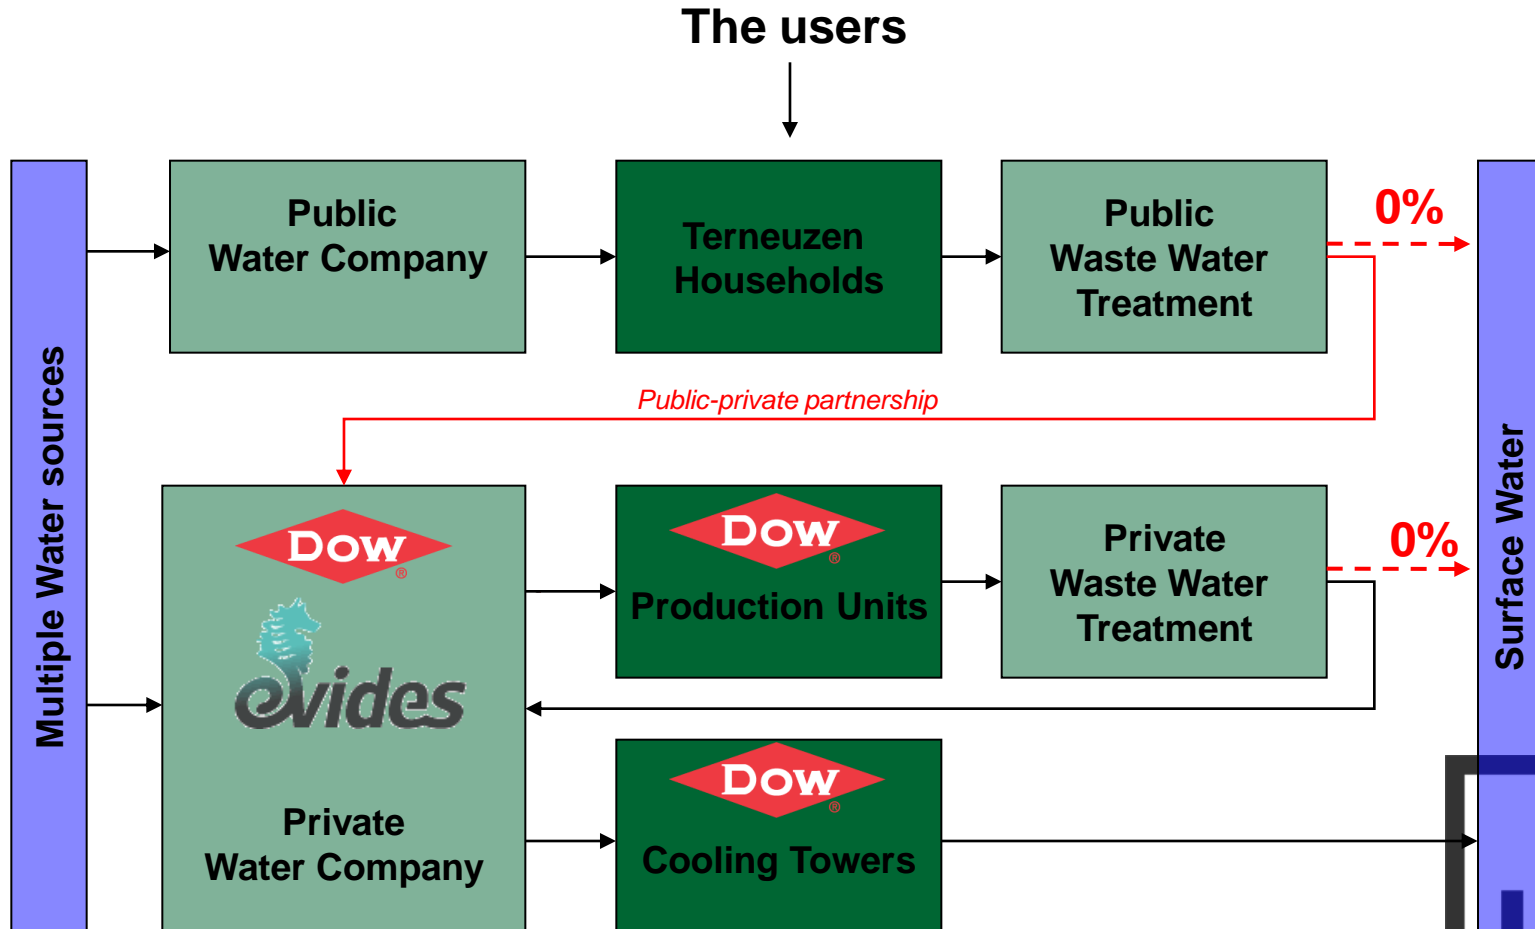 The users
Public
Water Company
Terneuzen
Households
Public
Waste Water
Treatment
0%
Multiple Water sources
Surface Water
Public-private partnership
DOW
®
evides
Private
Water Company
DOW
®
Production Units
Private
Waste Water
Treatment
0%
DOW
®
Cooling Towers